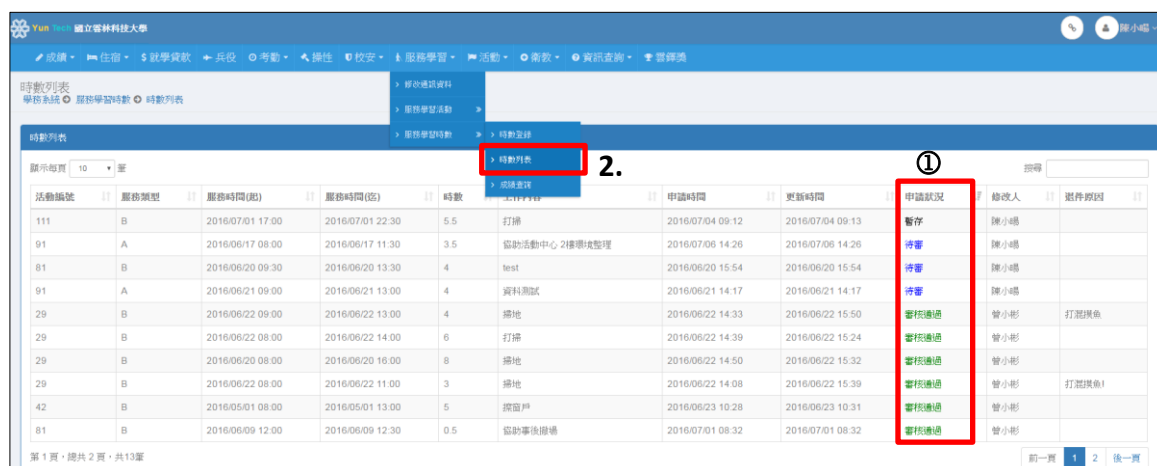 Yun Tech 國立雲林科技大學 陳小暘
成績 住宿 $就學貸款 兵役 考勤 操性 校安 服務學習 活動 衛教 資訊查詢 雲輝獎
時數列表
學務系統 服務學習時數 時數列表
> 修改通訊資料
> 服務學習活動 »
> 服務學習時數 » > 時數登錄
> 時數列表 2.
> 成績查詢
時數列表
顯示每頁 10 筆 ① 搜尋
活動編號 服務類型 服務時間(起) 服務時間(迄) 時數 工作內容 申請時間 更新時間 申請狀況 修改人 退件原因
111 B 2016/07/01 17:00 2016/07/01 22:30 5.5 打掃 2016/07/04 09:12 2016/07/04 09:13 暫存 陳小暘
91 A 2016/06/17 08:00 2016/06/17 11:30 3.5 協助活動中心 2樓環境整理 2016/07/06 14:26 2016/07/06 14:26 待審 陳小暘
81 B 2016/06/20 09:30 2016/06/20 13:30 4 test 2016/06/20 15:54 2016/06/20 15:54 待審 陳小暘
91 A 2016/06/21 09:00 2016/06/21 13:00 4 資料測試 2016/06/21 14:17 2016/06/21 14:17 待審 陳小暘
29 B 2016/06/22 09:00 2016/06/22 13:00 4 掃地 2016/06/22 14:33 2016/06/22 15:50 審核通過 曾小彬 打混摸魚
29 B 2016/06/22 08:00 2016/06/22 14:00 6 打掃 2016/06/22 14:39 2016/06/22 15:24 審核通過 曾小彬
29 B 2016/06/20 08:00 2016/06/20 16:00 8 掃地 2016/06/22 14:50 2016/06/22 15:32 審核通過 曾小彬
29 B 2016/06/22 08:00 2016/06/22 11:00 3 掃地 2016/06/22 14:08 2016/06/22 15:39 審核通過 曾小彬 打混摸魚!
42 B 2016/05/01 08:00 2016/05/01 13:00 5 擦窗戶 2016/06/23 10:28 2016/06/23 10:31 審核通過 曾小彬
81 B 2016/06/09 12:00 2016/06/09 12:30 0.5 協助事後撤場 2016/07/01 08:32 2016/07/01 08:32 審核通過 曾小彬
第 1 頁，總共 2 頁，共13筆 前一頁 1 2 後一頁